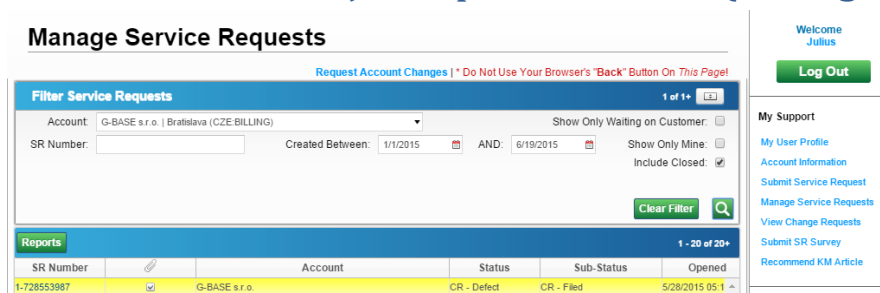 Manage Service Requests
Request Account Changes | * Do Not Use Your Browser's "Back" Button On This Page!
Filter Service Requests
1 of 1+
Account:
G-BASE s.r.o. | Bratislava (CZE:BILLING)
Show Only Waiting on Customer:
SR Number:
Created Between:
1/1/2015
AND:
6/19/2015
Show Only Mine:
Include Closed:
Clear Filter
Reports
1 - 20 of 20+
SR Number
Account
Status
Sub-Status
Opened
1-728553987
G-BASE s.r.o.
CR - Defect
CR - Filed
5/28/2015 05:1
Welcome
Julius
Log Out
My Support
My User Profile
Account Information
Submit Service Request
Manage Service Requests
View Change Requests
Submit SR Survey
Recommend KM Article